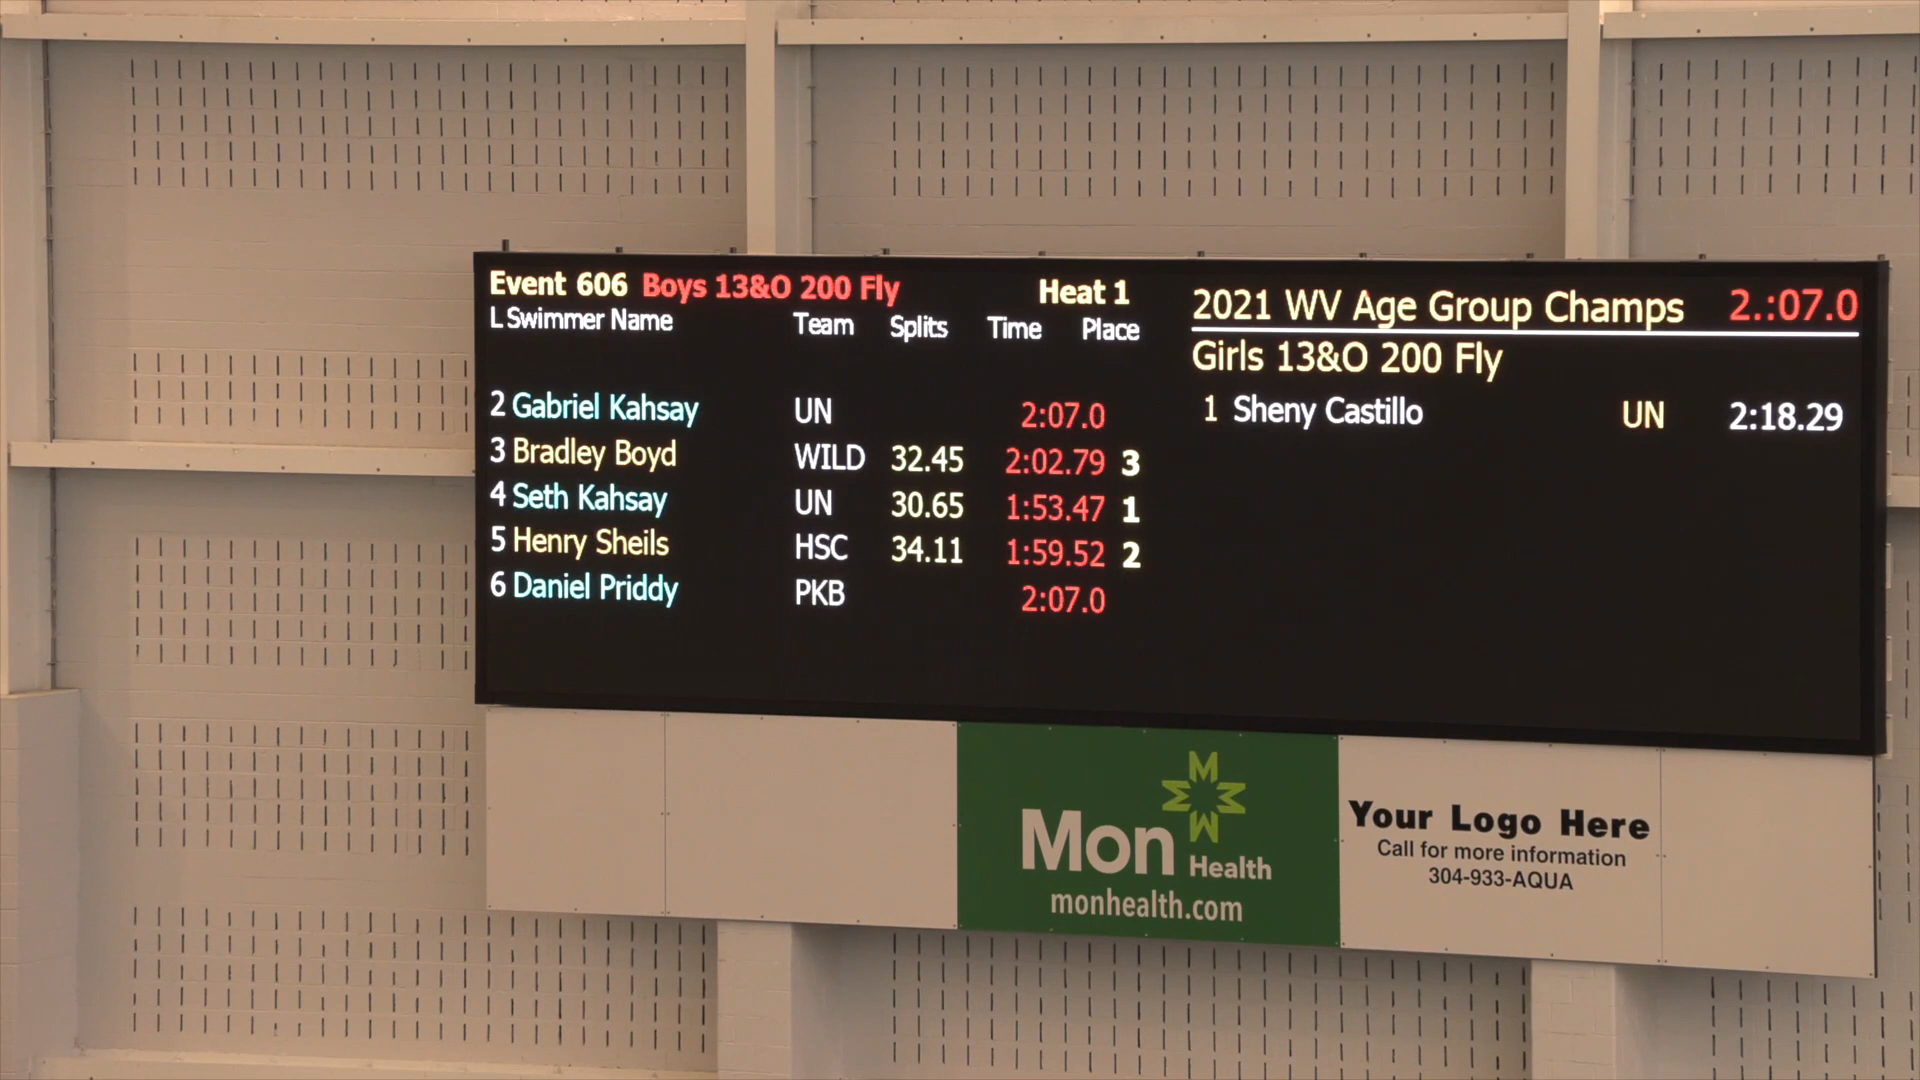 Event 606 Boys 13&O 200 Fly Heat 1
L Swimmer Name Team Splits Time Place
2 Gabriel Kahsay UN 2:07.0
3 Bradley Boyd WILD 32.45 2:02.79 3
4 Seth Kahsay UN 30.65 1:53.47 1
5 Henry Sheils HSC 34.11 1:59.52 2
6 Daniel Priddy PKB 2:07.0
2021 WV Age Group Champs 2.:07.0
Girls 13&O 200 Fly
1 Sheny Castillo UN 2:18.29
Mon Health
monhealth.com
Your Logo Here
Call for more information
304-933-AQUA